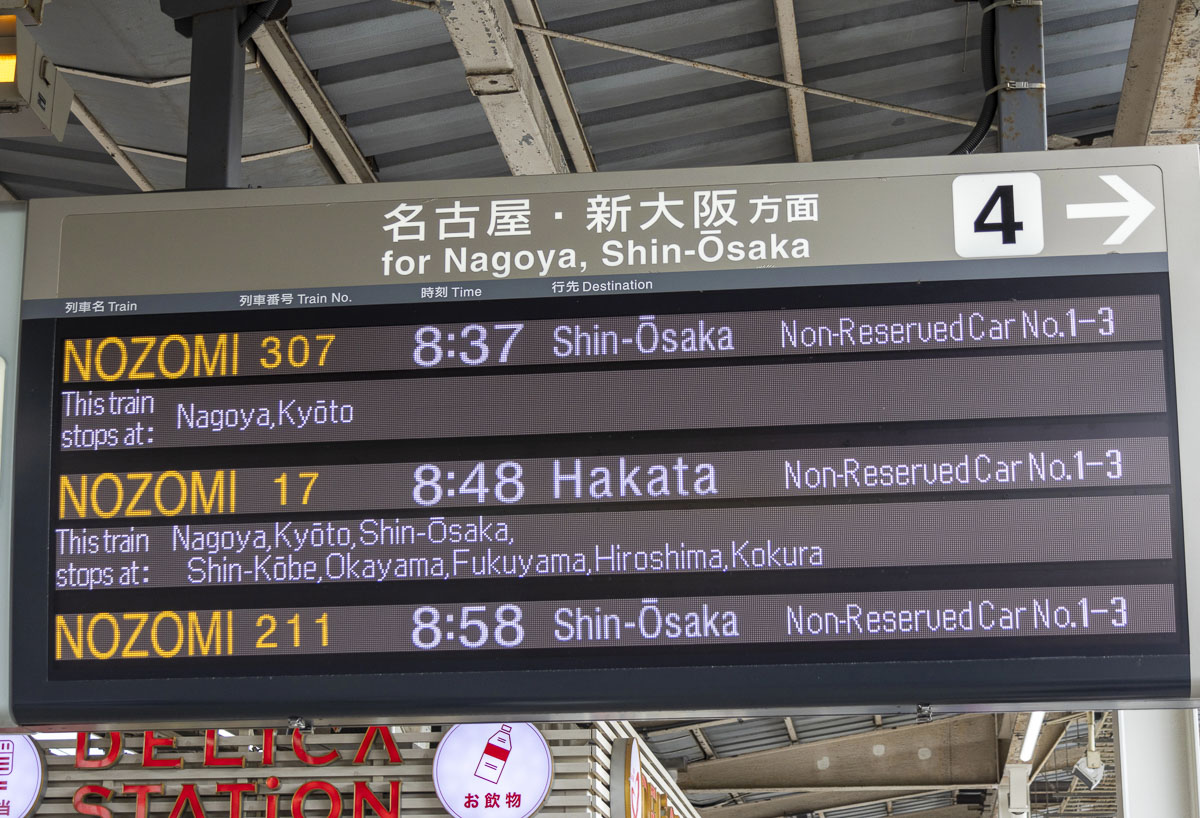 名古屋・新大阪方面
for Nagoya, Shin-Ōsaka
4
列車名 Train 列車番号 Train No. 時刻 Time 行先 Destination
NOZOMI 307 8:37 Shin-Ōsaka Non-Reserved Car No.1-3
This train
stops at: Nagoya,Kyōto
NOZOMI 17 8:48 Hakata Non-Reserved Car No.1-3
This train Nagoya,Kyōto,Shin-Ōsaka,
stops at: Shin-Kōbe,Okayama,Fukuyama,Hiroshima,Kokura
NOZOMI 211 8:58 Shin-Ōsaka Non-Reserved Car No.1-3
DELICA
STATION
お飲物
当